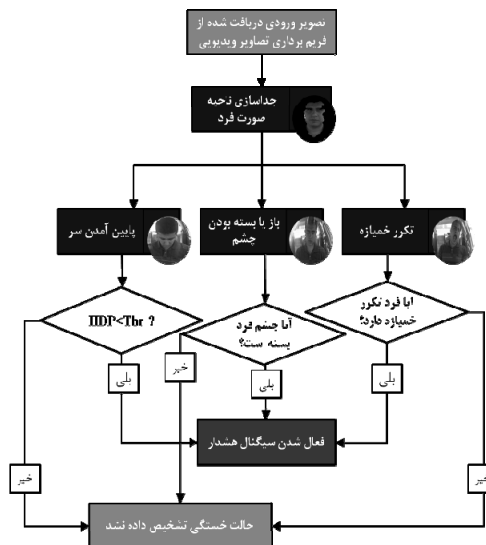 تصویر ورودی دریافت شده از
فریم برداری تصاویر ویدیویی
جداسازی ناحیه
صورت فرد
تکرر خمیازه
باز یا بسته بودن
چشم
پایین آمدن سر
ایا فرد تکرر
خمیازه دارد؟
آیا چشم فرد
بسته است؟
HDP<Thr ?
بلی
بلی
بلی
خیر
فعال شدن سیگنال هشدار
خیر
خیر
حالت خستگی تشخیص داده نشد